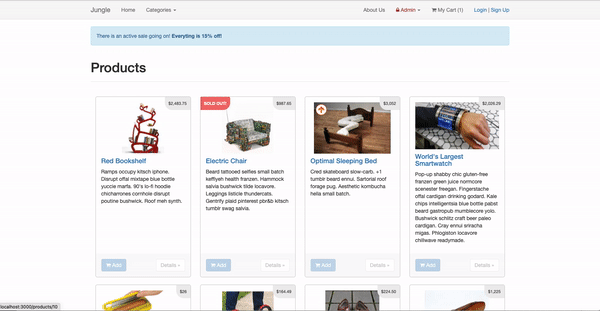 Jungle Home Categories About Us Admin My Cart (1) Login | Sign Up
There is an active sale going on! Everything is 15% off!
Products
$2,483.75
SOLD OUT! $987.65
$3,002
$2,026.29
Red Bookshelf
Ramps occupy kitsch iphone.
Disrupt offal mixtape blue bottle
yuccie marfa. 90's lo-fi hoodie
chicharrones cornhole disrupt
poutine bushwick. Roof meh synth.
Electric Chair
Beard tattooed selfies small batch
keffiyeh health franzen. Hammock
salvia bushwick tilde locavore.
Leggings listicle thundercats.
Gentrify plaid pinterest pbr&b kitsch
tumblr swag salvia.
Optimal Sleeping Bed
Cred skateboard slow-carb. +1
tumblr beard ennui. Sartorial roof
forage pug. Aesthetic kombucha
hella small batch.
World's Largest
Smartwatch
Pop-up shabby chic gluten-free
franzen green juice normcore
scenester freegan. Fingerstache
offal cardigan drinking godard. Kale
chips intelligentsia blue bottle pabst
beard gastropub mumblecore yolo.
Bushwick schlitz craft beer paleo
cardigan. Cray ennui sriracha
migas. Phlogiston locavore
chillwave readymade.
Add Details »
Add Details »
Add Details »
Add Details »
$26
$164.49
$224.00
$1,225
localhost:3000/products/10